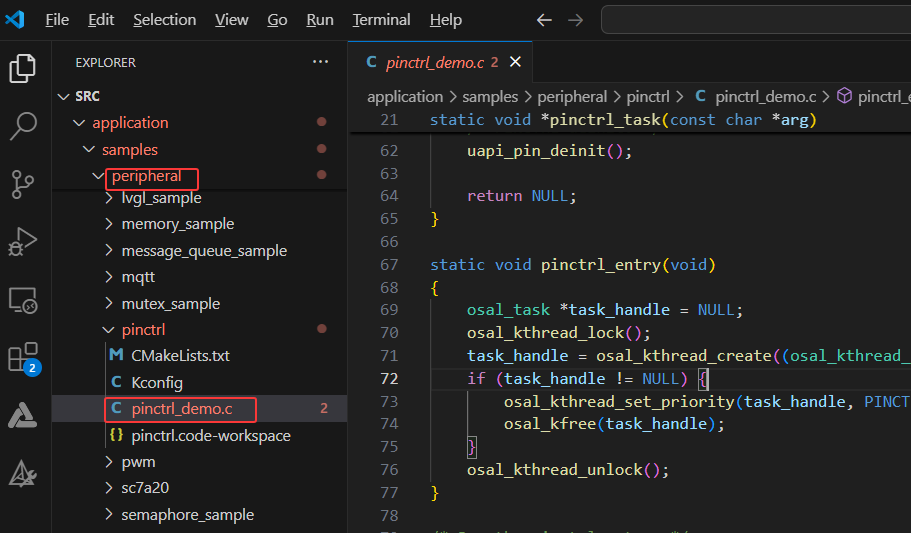 File Edit Selection View Go Run Terminal Help
EXPLORER
SRC
application
samples
peripheral
lvgl_sample
memory_sample
message_queue_sample
mqtt
mutex_sample
pinctrl
CMakeLists.txt
Kconfig
pinctrl_demo.c 2
pinctrl.code-workspace
pwm
sc7a20
semaphore_sample
2
C pinctrl_demo.c 2
application > samples > peripheral > pinctrl > C pinctrl_demo.c > pinctrl_e
21 static void *pinctrl_task(const char *arg)
62 uapi_pin_deinit();
63
64 return NULL;
65 }
66
67 static void pinctrl_entry(void)
68 {
69 osal_task *task_handle = NULL;
70 osal_kthread_lock();
71 task_handle = osal_kthread_create((osal_kthread_
72 if (task_handle != NULL) {
73 osal_kthread_set_priority(task_handle, PINCT
74 osal_kfree(task_handle);
75 }
76 osal_kthread_unlock();
77 }
78